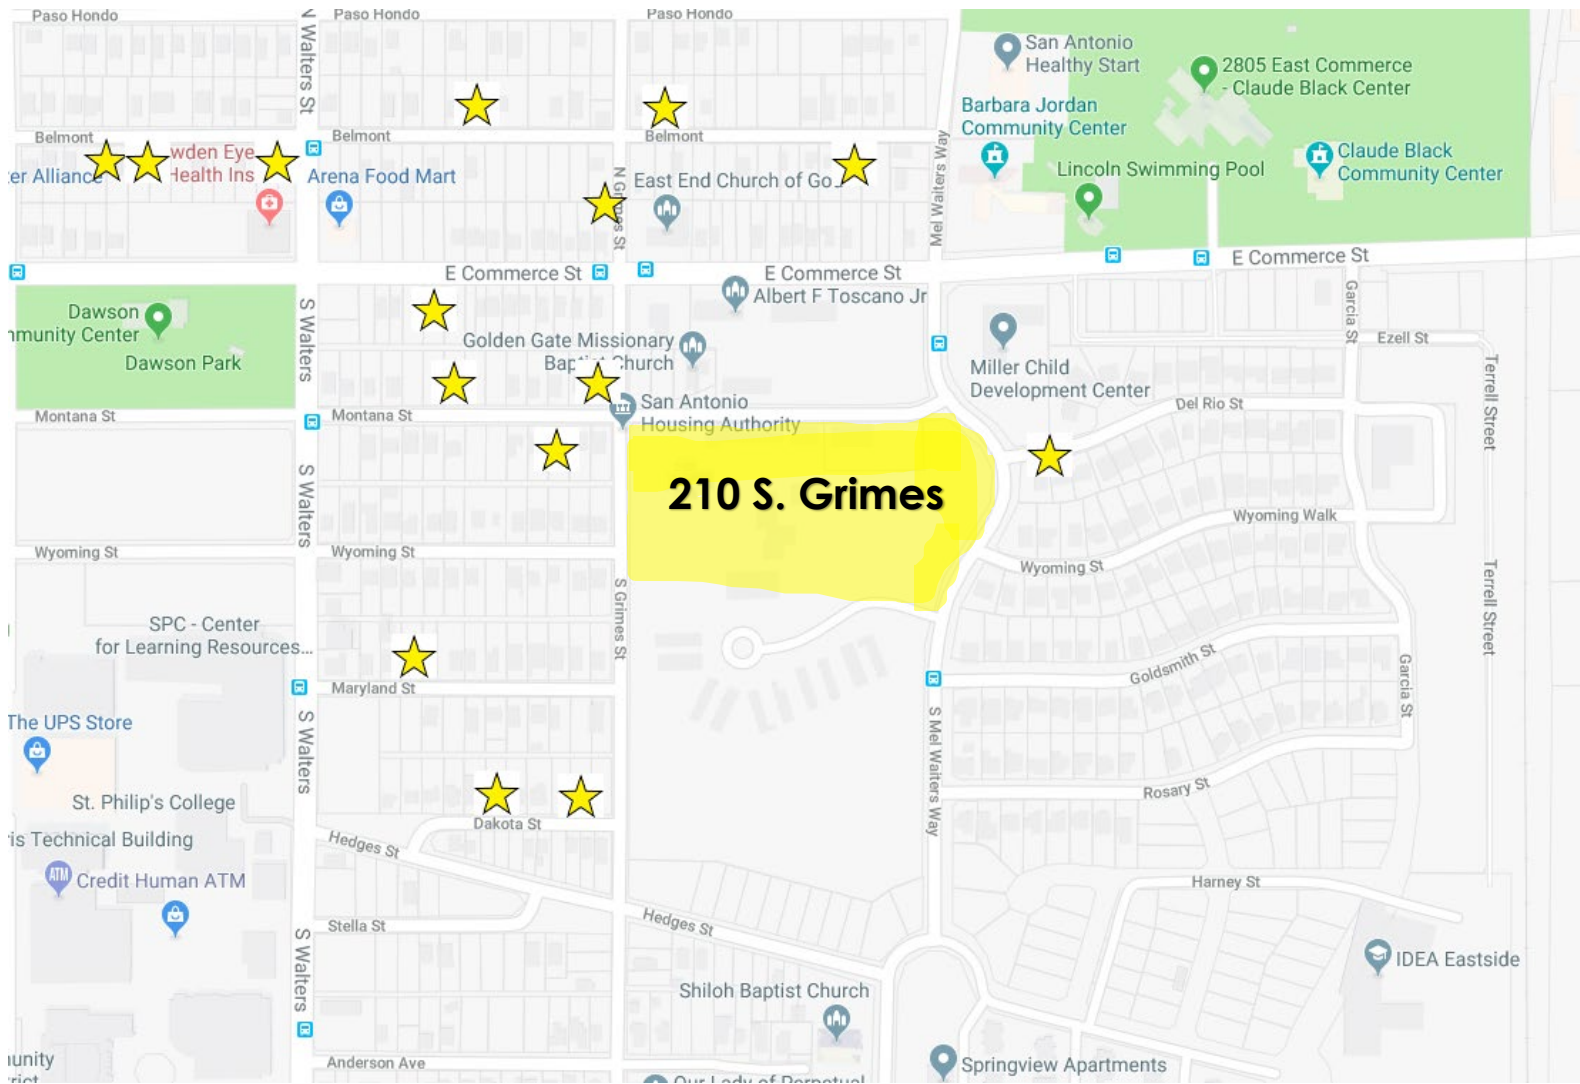 Paso Hondo
Paso Hondo
Paso Hondo
N Walters St
San Antonio
Healthy Start
2805 East Commerce
- Claude Black Center
Barbara Jordan
Community Center
Belmont
Belmont
Belmont
Mel Waiters Way
wden Eye
Health Ins
er Alliance
Arena Food Mart
N Grimes St
East End Church of Go
Lincoln Swimming Pool
Claude Black
Community Center
E Commerce St
E Commerce St
E Commerce St
Albert F Toscano Jr
Garcia St
Dawson
mmunity Center
Dawson Park
S Walters
Golden Gate Missionary
Baptist Church
Miller Child
Development Center
Ezell St
Terrell Street
Montana St
Montana St
San Antonio
Housing Authority
Del Rio St
S Walters
210 S. Grimes
Wyoming Walk
Wyoming St
Wyoming St
Wyoming St
S Grimes St
Terrell Street
SPC - Center
for Learning Resources...
Maryland St
Goldsmith St
Garcia St
The UPS Store
S Walters
S Mel Waiters Way
St. Philip's College
Rosary St
Dakota St
ris Technical Building
Hedges St
ATM
Credit Human ATM
Harney St
Stella St
Hedges St
S Walters
IDEA Eastside
Shiloh Baptist Church
unity
trict
Anderson Ave
Springview Apartments
Our Lady of Perpetual